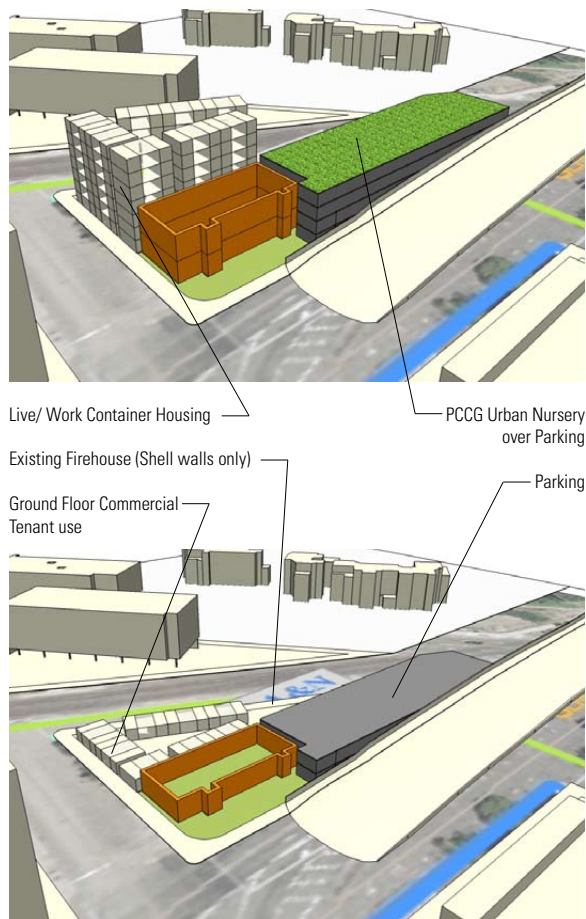 Live/ Work Container Housing
PCCG Urban Nursery
over Parking
Existing Firehouse (Shell walls only)
Parking
Ground Floor Commercial
Tenant use